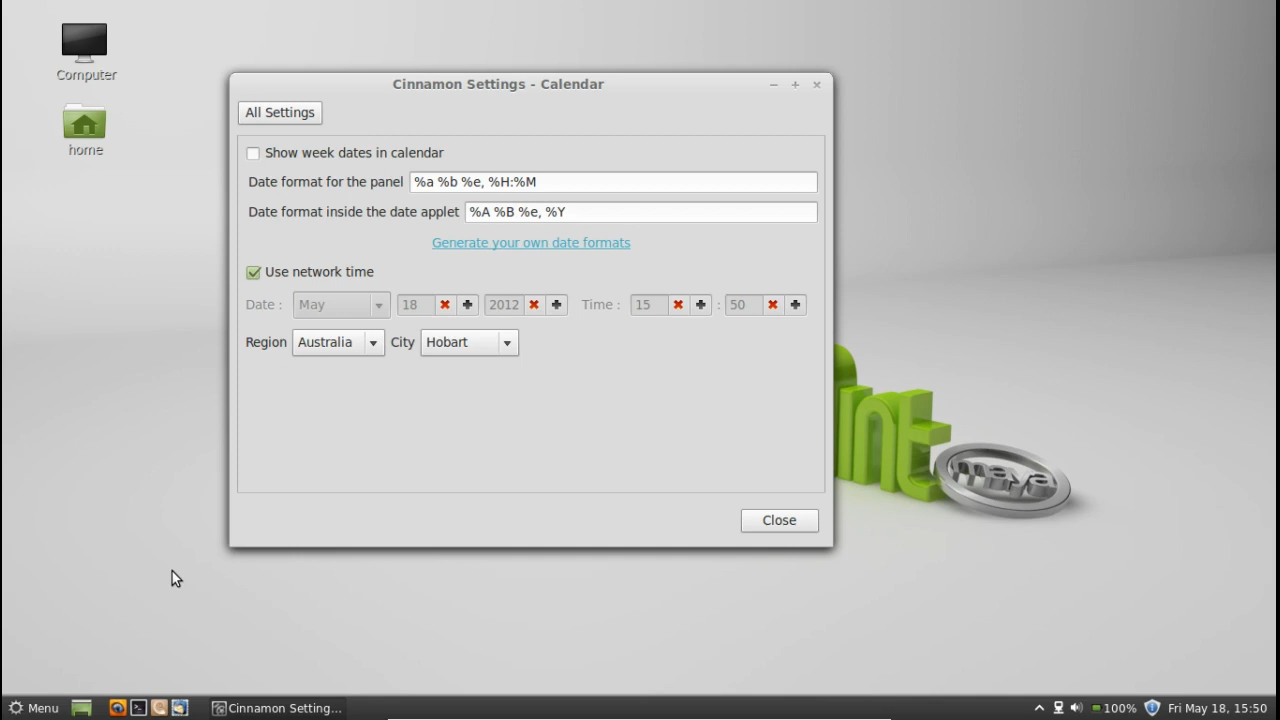 Computer
home
Cinnamon Settings - Calendar
All Settings
Show week dates in calendar
Date format for the panel %a %b %e, %H:%M
Date format inside the date applet %A %B %e, %Y
Generate your own date formats
Use network time
Date : May 18 2012 Time : 15 : 50
Region Australia City Hobart
int
maya
Close
Menu Cinnamon Setting... 100% Fri May 18, 15:50